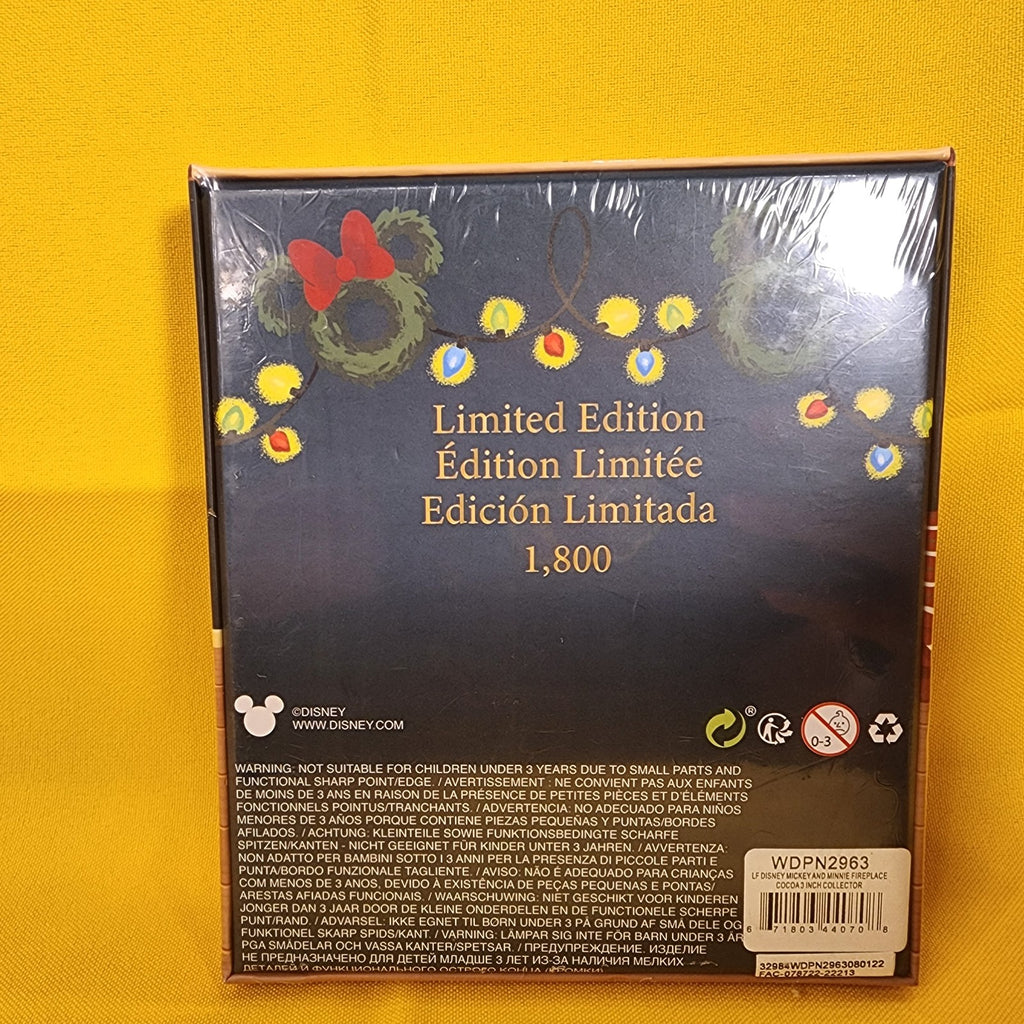 Limited Edition
Édition Limitée
Edición Limitada
1,800
©DISNEY
WWW.DISNEY.COM
®
0-3
WARNING: NOT SUITABLE FOR CHILDREN UNDER 3 YEARS DUE TO SMALL PARTS AND
FUNCTIONAL SHARP POINT/EDGE. / AVERTISSEMENT : NE CONVIENT PAS AUX ENFANTS
DE MOINS DE 3 ANS EN RAISON DE LA PRÉSENCE DE PETITES PIÈCES ET D'ÉLÉMENTS
FONCTIONNELS POINTUS/TRANCHANTS. / ADVERTENCIA: NO ADECUADO PARA NIÑOS
MENORES DE 3 AÑOS PORQUE CONTIENE PIEZAS PEQUEÑAS Y PUNTAS/BORDES
AFILADOS. / ACHTUNG: KLEINTEILE SOWIE FUNKTIONSBEDINGTE SCHARFE
SPITZEN/KANTEN - NICHT GEEIGNET FÜR KINDER UNTER 3 JAHREN. / AVVERTENZA:
NON ADATTO PER BAMBINI SOTTO I 3 ANNI PER LA PRESENZA DI PICCOLE PARTI E
PUNTA/BORDO FUNZIONALE TAGLIENTE. / AVISO: NÃO É ADEQUADO PARA CRIANÇAS
COM MENOS DE 3 ANOS, DEVIDO À EXISTÊNCIA DE PEÇAS PEQUENAS E PONTAS/
ARESTAS AFIADAS FUNCIONAIS. / WAARSCHUWING: NIET GESCHIKT VOOR KINDEREN
JONGER DAN 3 JAAR DOOR DE KLEINE ONDERDELEN EN DE FUNCTIONELE SCHERPE
PUNT/RAND. / ADVARSEL: IKKE EGNET TIL BØRN UNDER 3 PÅ GRUND AF SMÅ DELE OG
FUNKTIONEL SKARP SPIDS/KANT. / VARNING: LÄMPAR SIG INTE FÖR BARN UNDER 3 ÅR
PGA SMÅDELAR OCH VASSA KANTER/SPETSAR. / ПРЕДУПРЕЖДЕНИЕ. ИЗДЕЛИЕ
НЕ ПРЕДНАЗНАЧЕНО ДЛЯ ДЕТЕЙ МЛАДШЕ 3 ЛЕТ ИЗ-ЗА НАЛИЧИЯ МЕЛКИХ
ДЕТАЛЕЙ И ФУНКЦИОНАЛЬНОГО ОСТРОГО КОНЦА (КРОМКИ)
WDPN2963
LF DISNEY MICKEY AND MINNIE FIREPLACE
COCOA 3 INCH COLLECTOR
6 71803 44070 8
32984WDPN2963080122
FAC-078722-22213